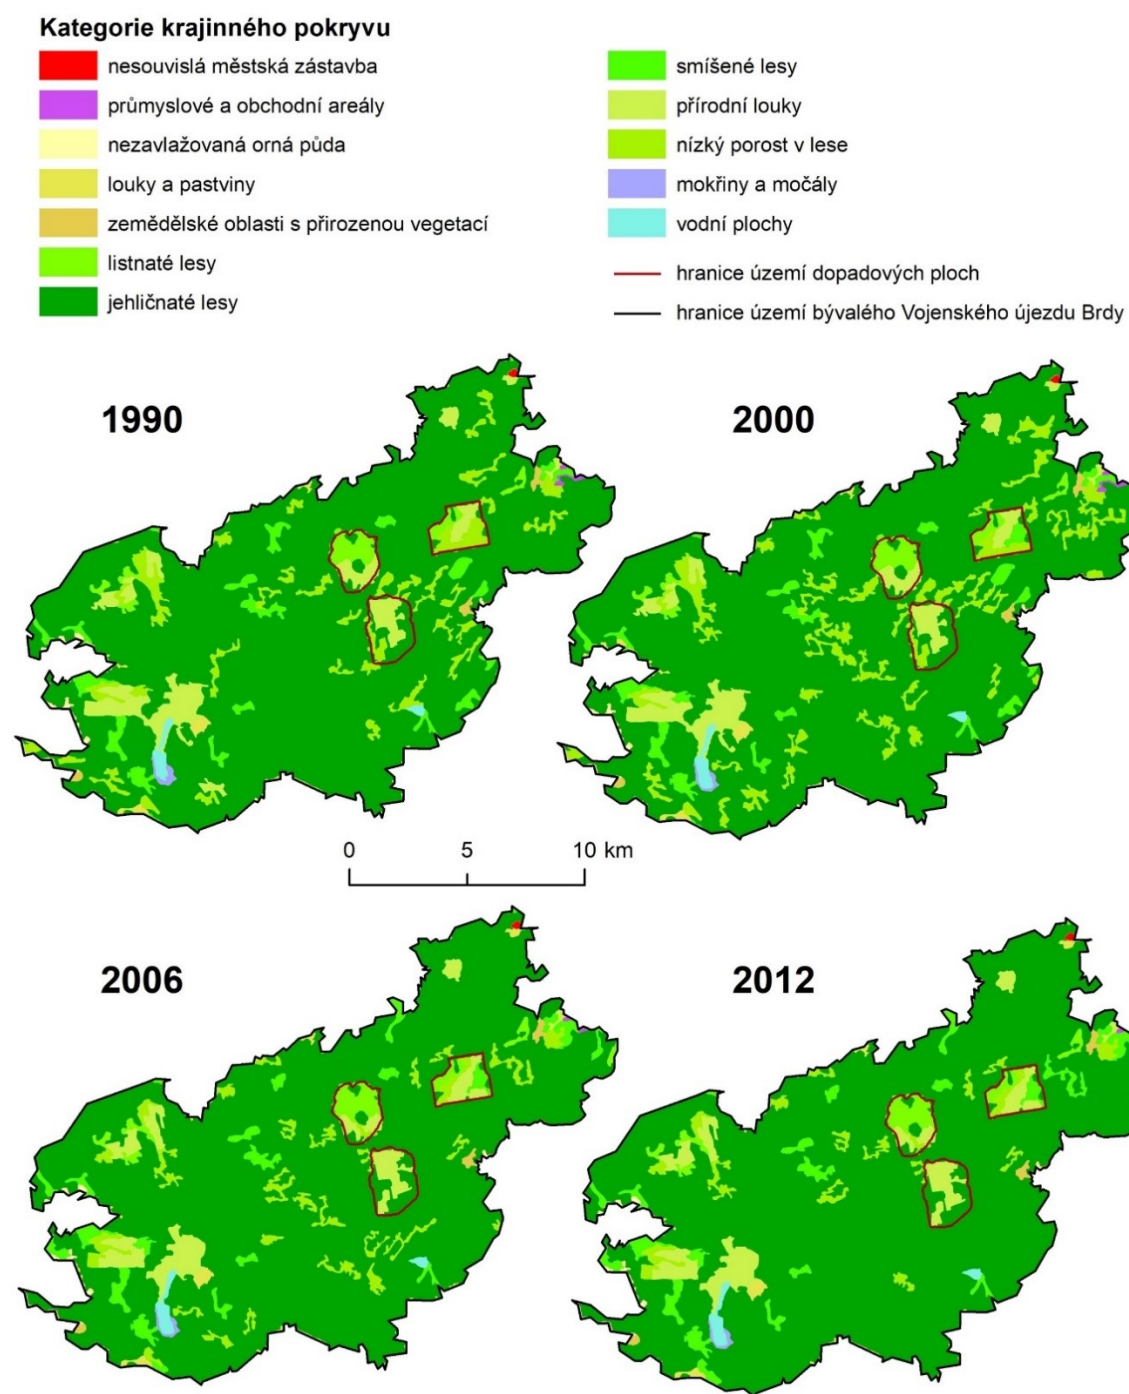 Kategorie krajinného pokryvu
nesouvislá městská zástavba
průmyslové a obchodní areály
nezavlažovaná orná půda
louky a pastviny
zemědělské oblasti s přirozenou vegetací
listnaté lesy
jehličnaté lesy
smíšené lesy
přírodní louky
nízký porost v lese
mokřiny a močály
vodní plochy
hranice území dopadových ploch
hranice území bývalého Vojenského újezdu Brdy
1990
2000
0 5 10 km
2006
2012